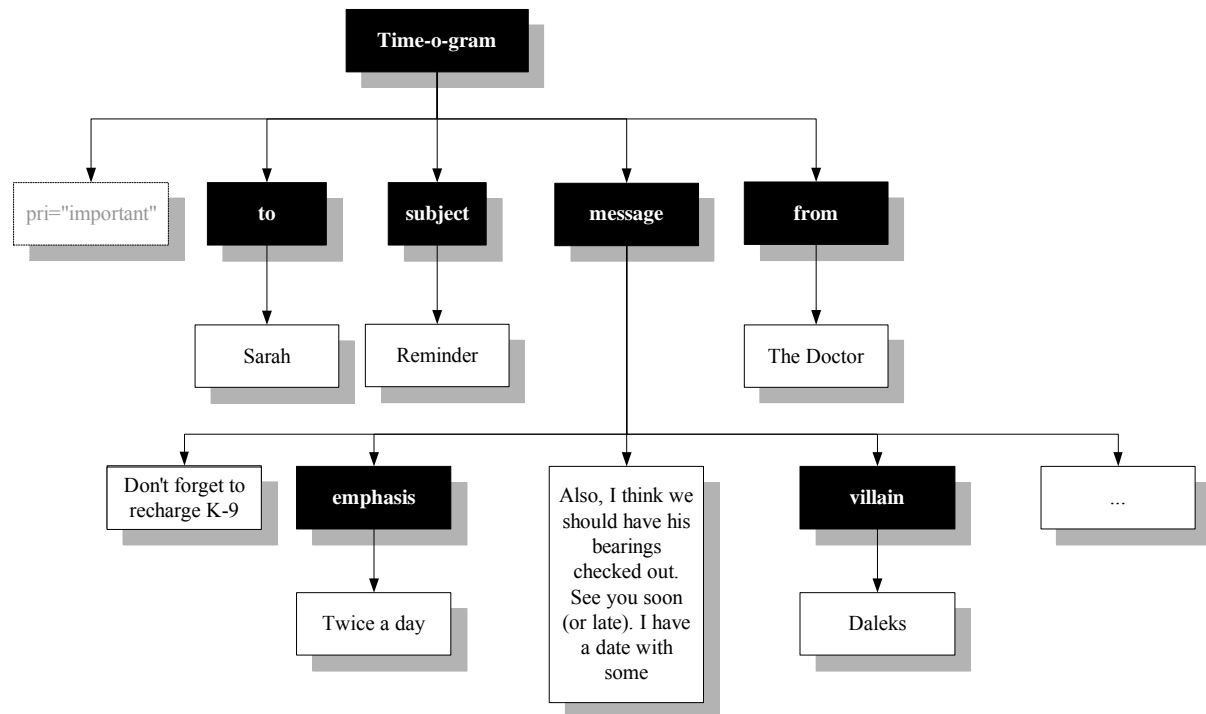 Time-o-gram
pri="important"
to
subject
message
from
Sarah
Reminder
The Doctor
Don't forget to
recharge K-9
emphasis
Also, I think we
should have his
bearings
checked out.
See you soon
(or late). I have
a date with
some
villain
...
Twice a day
Daleks